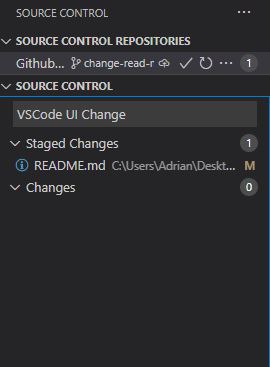 SOURCE CONTROL ...
SOURCE CONTROL REPOSITORIES
Github... change-read-r ... 1
SOURCE CONTROL
VSCode UI Change
Staged Changes 1
README.md C:\Users\Adrian\Deskt... M
Changes 0